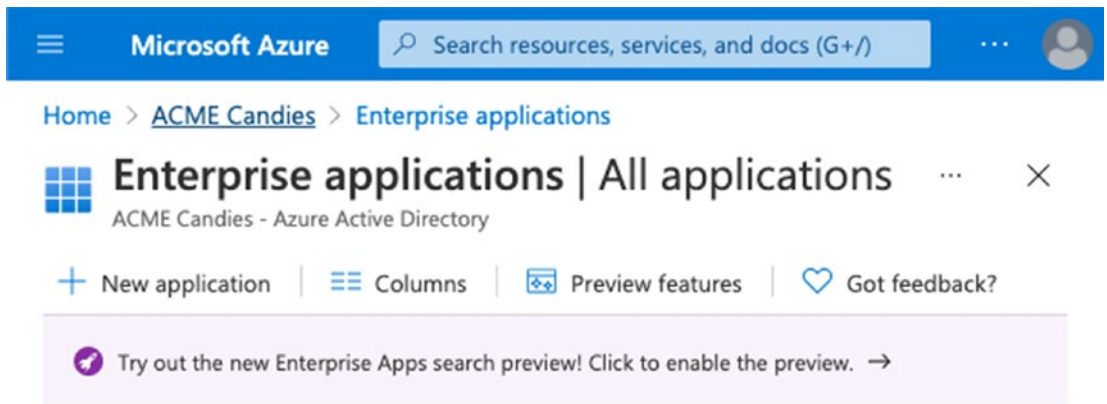 Microsoft Azure Search resources, services, and docs (G+/) ...
Home > ACME Candies > Enterprise applications
Enterprise applications | All applications ...
ACME Candies - Azure Active Directory
New application Columns Preview features Got feedback?
Try out the new Enterprise Apps search preview! Click to enable the preview. →